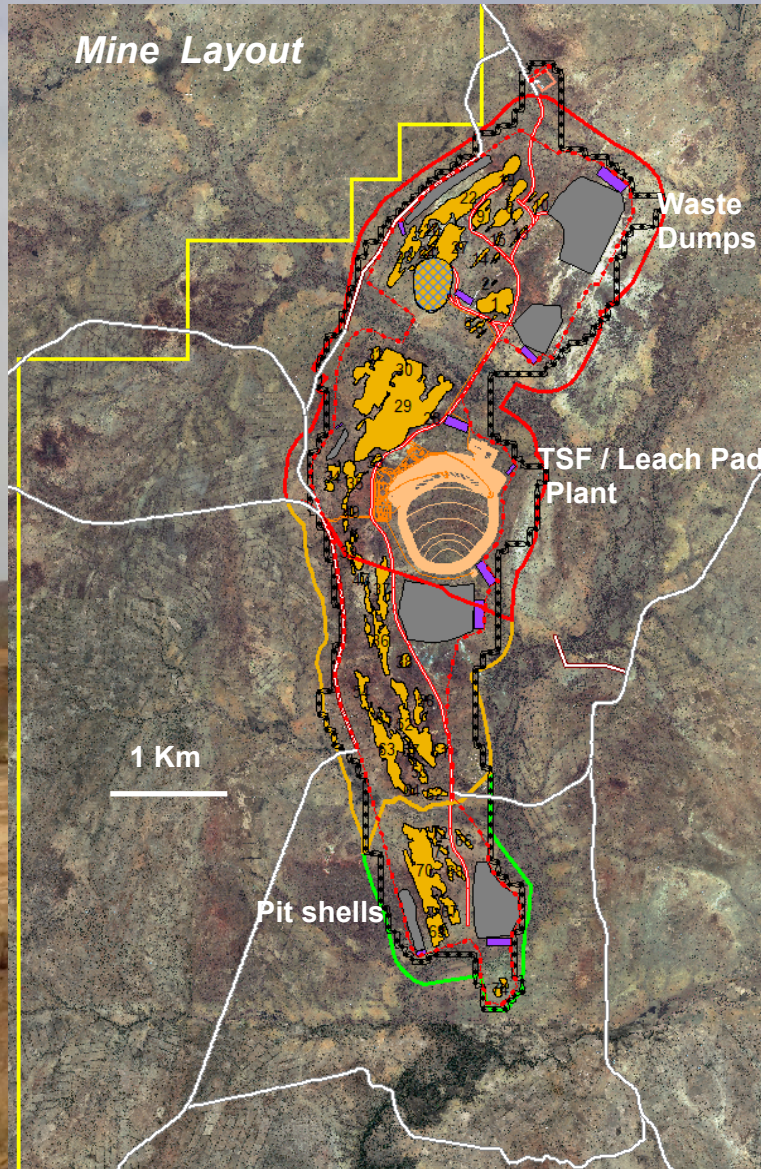 Mine Layout
22
Waste
Dumps
30
29
TSF / Leach Pad
Plant
1 Km
63
70
Pit shells